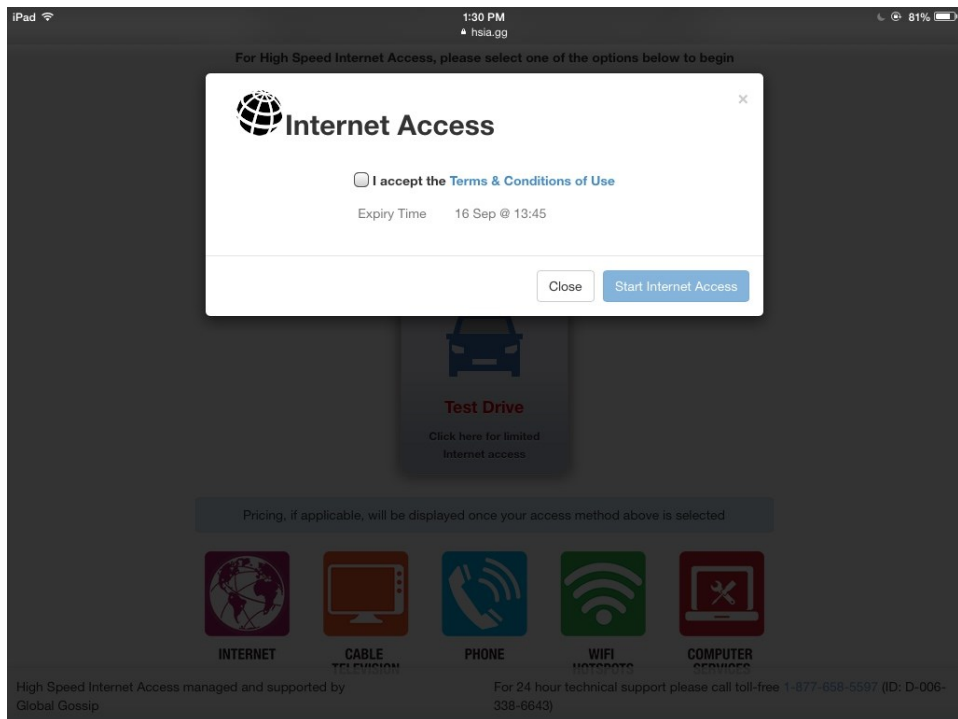 iPad
1:30 PM
81%
hsia.gg
For High Speed Internet Access, please select one of the options below to begin
Internet Access
×
I accept the Terms & Conditions of Use
Expiry Time 16 Sep @ 13:45
Close
Start Internet Access
Test Drive
Click here for limited
Internet access
Pricing, if applicable, will be displayed once your access method above is selected
INTERNET
CABLE
TELEVISION
PHONE
WIFI
HOTSPOTS
COMPUTER
SERVICES
High Speed Internet Access managed and supported by
Global Gossip
For 24 hour technical support please call toll-free 1-877-658-5597 (ID: D-006-
338-6643)